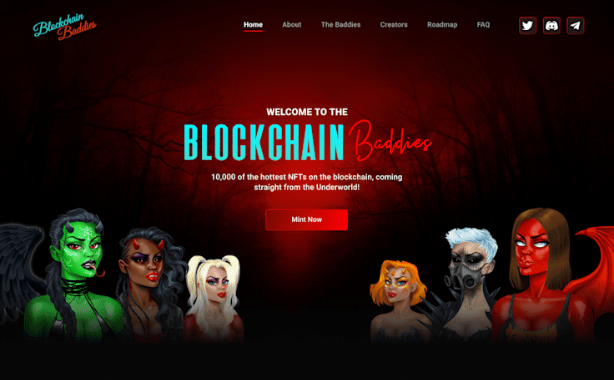 Blockchain
Baddies
Home About The Baddies Creators Roadmap FAQ
WELCOME TO THE
BLOCKCHAIN Baddies
10,000 of the hottest NFTs on the blockchain, coming
straight from the Underworld!
Mint Now